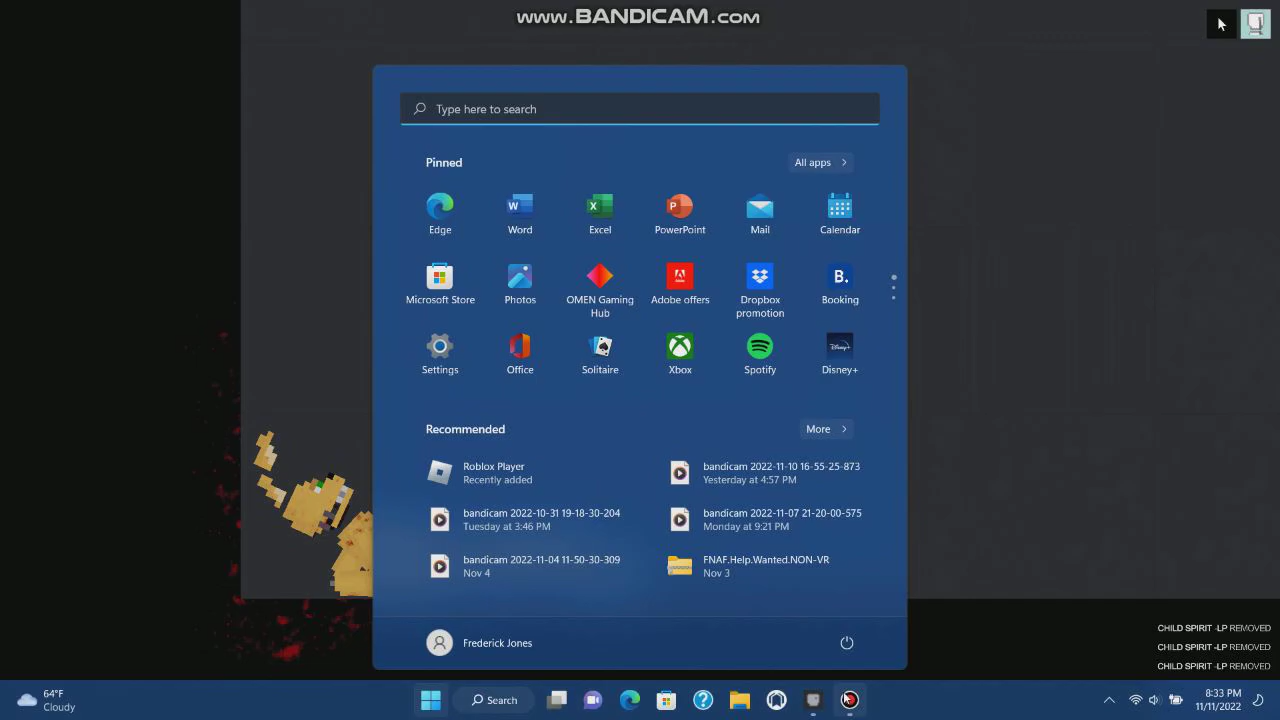 www.BANDICAM.com
Type here to search
Pinned
All apps
Edge
Word
Excel
PowerPoint
Mail
Calendar
Microsoft Store
Photos
OMEN Gaming
Hub
Adobe offers
Dropbox
promotion
B.
Booking
Settings
Office
Solitaire
Xbox
Spotify
Disney+
Disney+
Recommended
More
Roblox Player
Recently added
bandicam 2022-11-10 16-55-25-873
Yesterday at 4:57 PM
bandicam 2022-10-31 19-18-30-204
Tuesday at 3:46 PM
bandicam 2022-11-07 21-20-00-575
Monday at 9:21 PM
bandicam 2022-11-04 11-50-30-309
Nov 4
FNAF.Help.Wanted.NON-VR
Nov 3
Frederick Jones
CHILD SPIRIT -LP REMOVED
CHILD SPIRIT -LP REMOVED
CHILD SPIRIT -LP REMOVED
64°F
Cloudy
Search
8:33 PM
11/11/2022